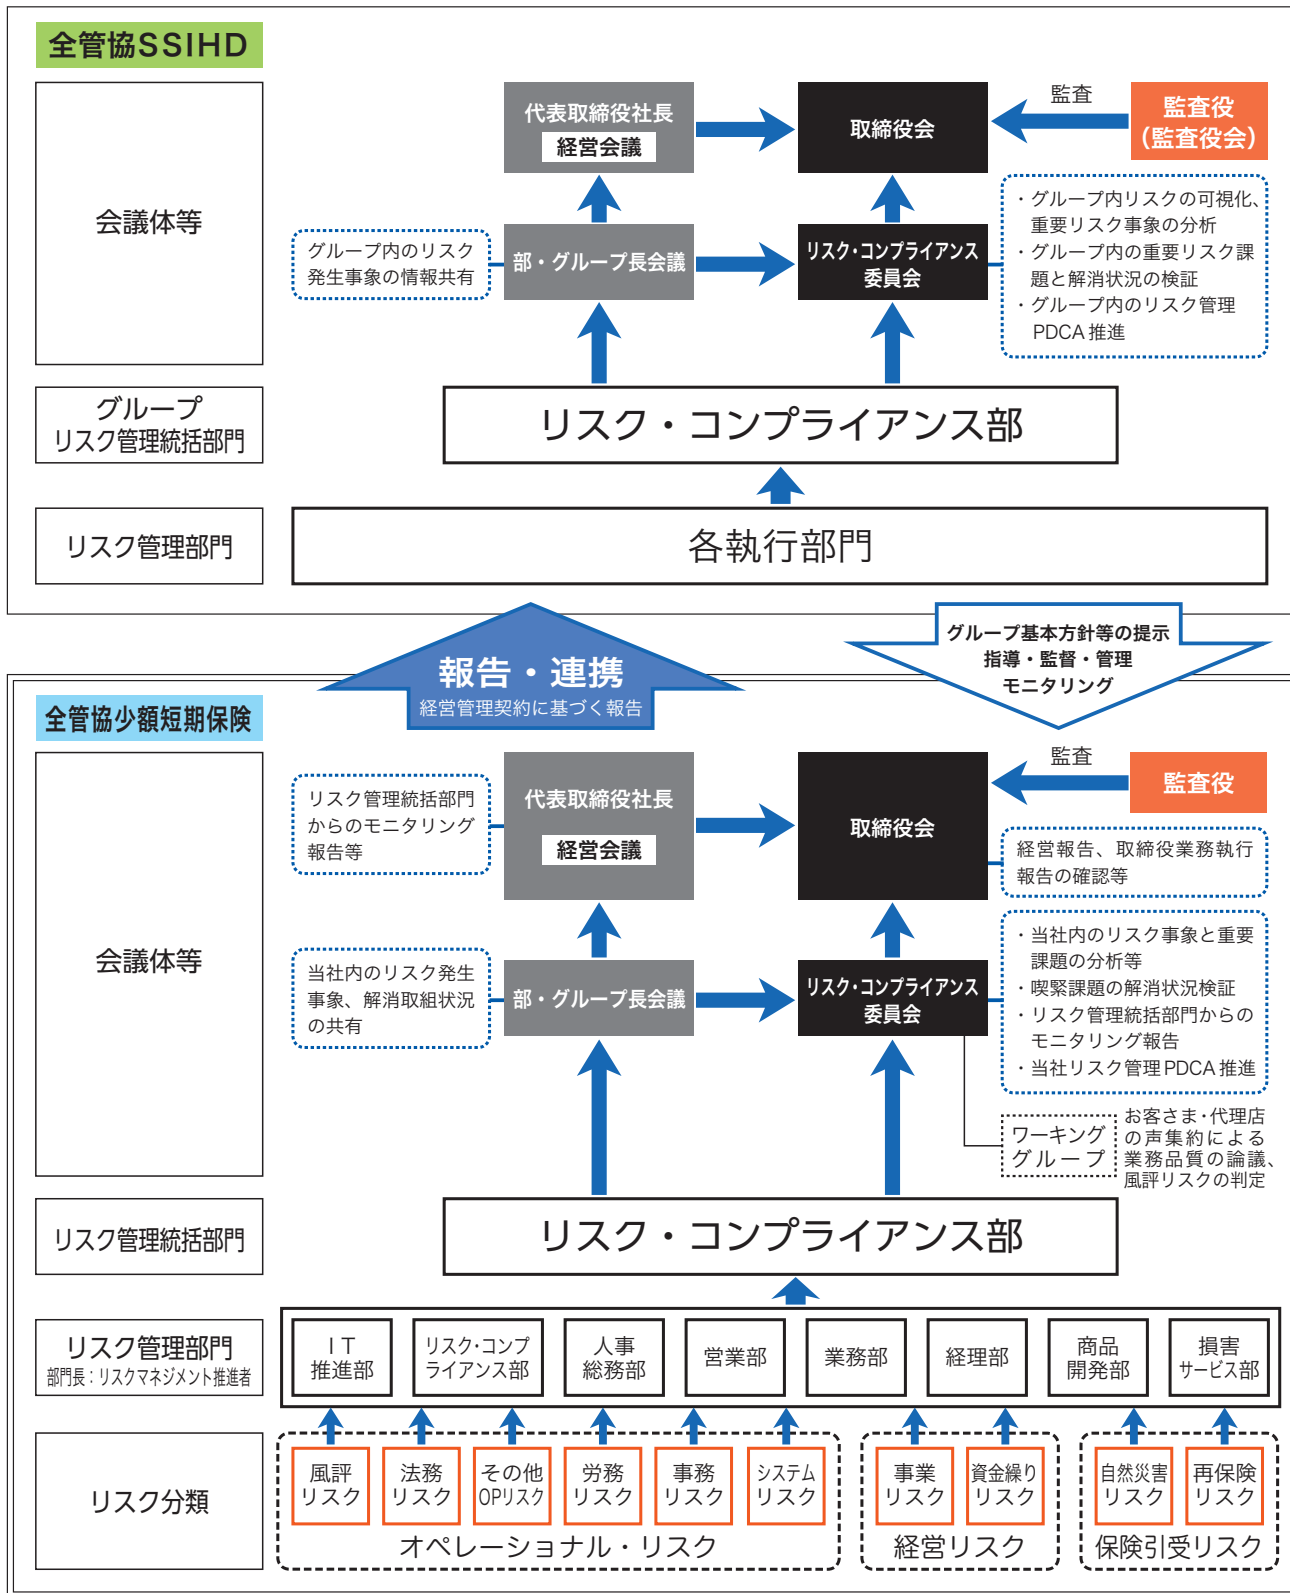 全管協SSIHD
会議体等
代表取締役社長
経営会議
取締役会
監査
監査役
(監査役会)
グループ内のリスク
発生事象の情報共有
部・グループ長会議
リスク・コンプライアンス
委員会
・グループ内リスクの可視化、
重要リスク事象の分析
・グループ内の重要リスク課
題と解消状況の検証
・グループ内のリスク管理
PDCA推進
グループ
リスク管理統括部門
リスク・コンプライアンス部
リスク管理部門
各執行部門
報告・連携
経営管理契約に基づく報告
グループ基本方針等の提示
指導・監督・管理
モニタリング
全管協少額短期保険
会議体等
リスク管理統括部門
からのモニタリング
報告等
代表取締役社長
経営会議
取締役会
監査
監査役
経営報告、取締役業務執行
報告の確認等
当社内のリスク発生
事象、解消取組状況
の共有
部・グループ長会議
リスク・コンプライアンス
委員会
・当社内のリスク事象と重要
課題の分析等
・喫緊課題の解消状況検証
・リスク管理統括部門からの
モニタリング報告
・当社リスク管理PDCA推進
ワーキング
グループ
お客さま・代理店
の声集約による
業務品質の論議、
風評リスクの判定
リスク管理統括部門
リスク・コンプライアンス部
リスク管理部門
部門長：リスクマネジメント推進者
IT
推進部
リスク・コンプ
ライアンス部
人事
総務部
営業部
業務部
経理部
商品
開発部
損害
サービス部
リスク分類
風評
リスク
法務
リスク
その他
OPリスク
労務
リスク
事務
リスク
システム
リスク
オペレーショナル・リスク
事業
リスク
資金繰り
リスク
経営リスク
自然災害
リスク
再保険
リスク
保険引受リスク